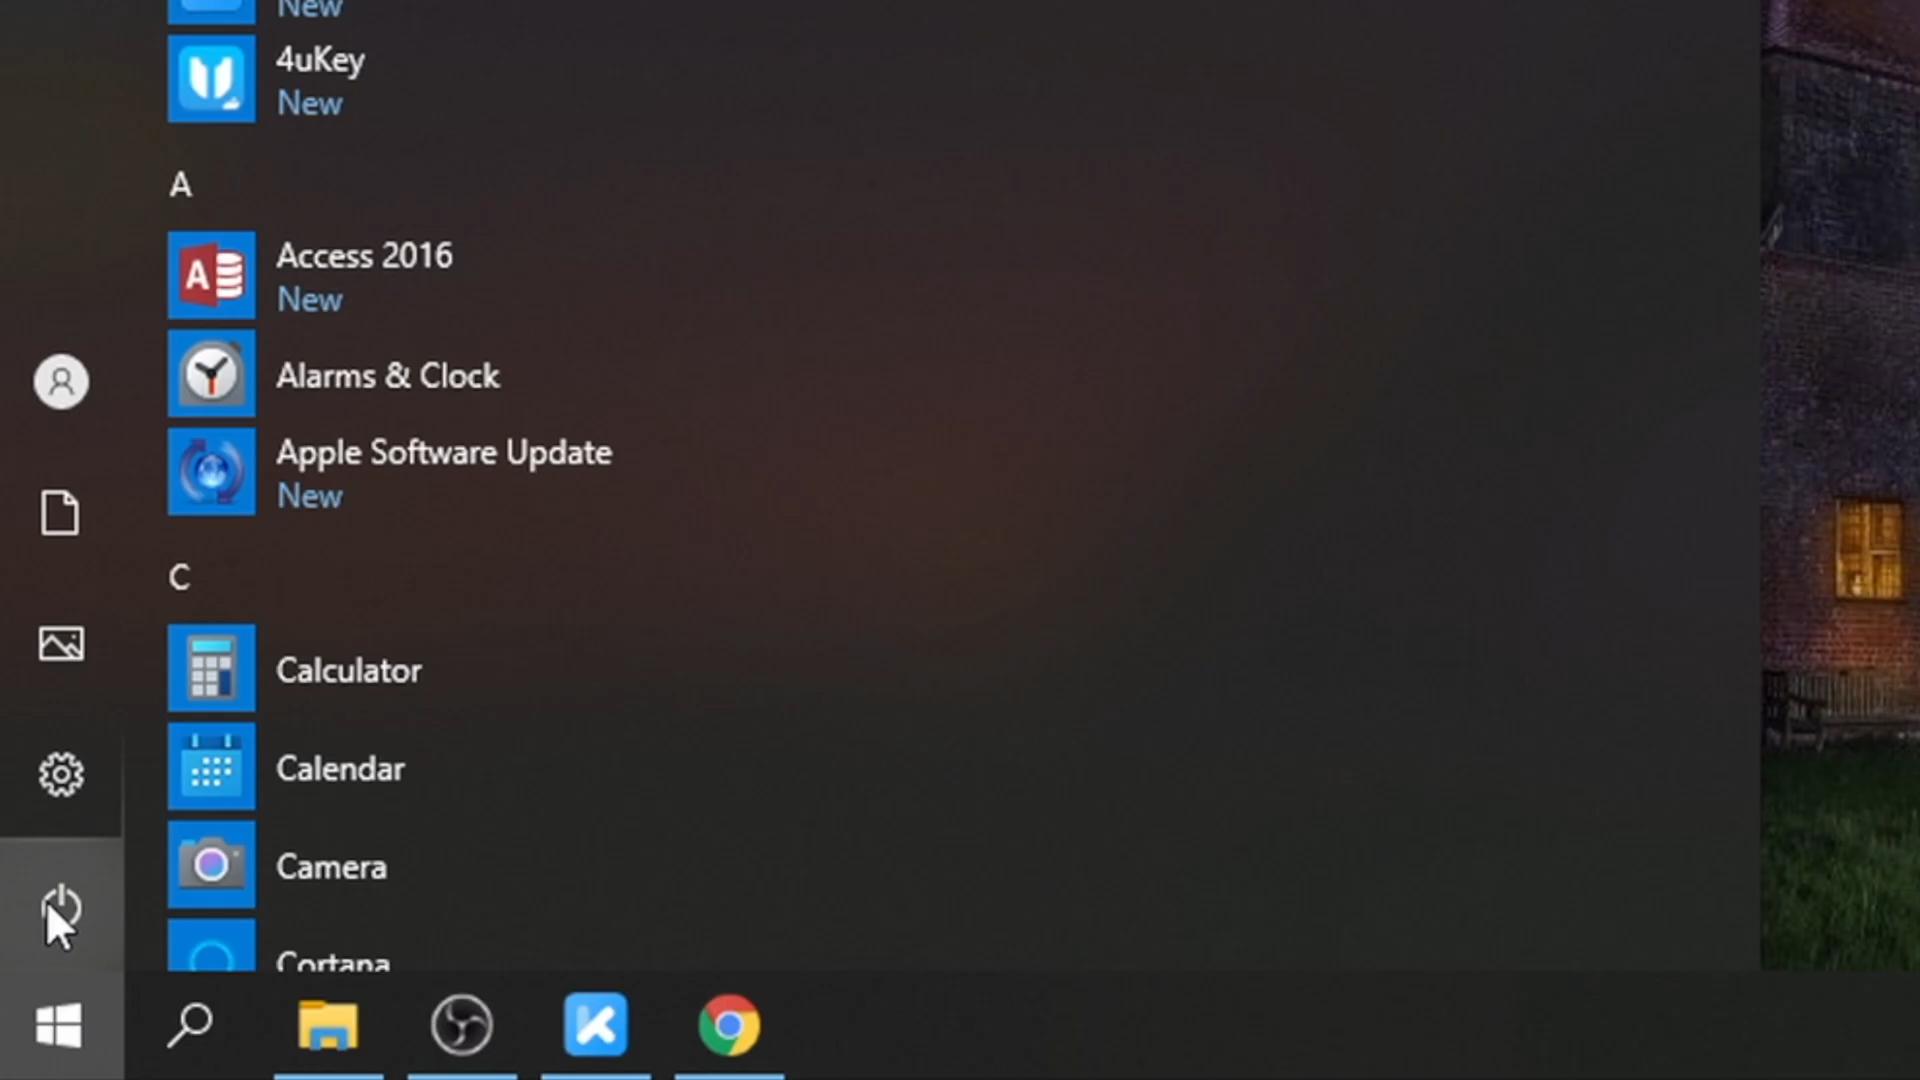 New
4uKey
New
A
Access 2016
New
Alarms & Clock
Apple Software Update
New
C
Calculator
Calendar
Camera
Cortana